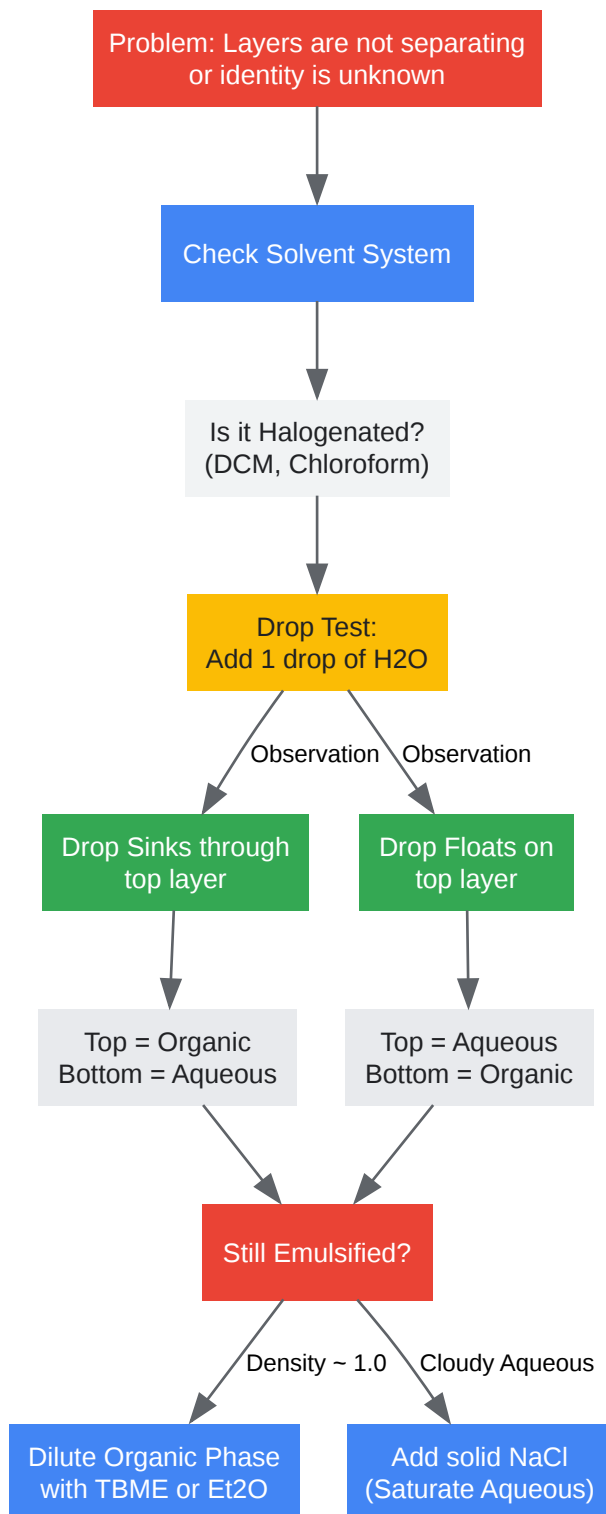 Problem: Layers are not separating
or identity is unknown
Check Solvent System
Is it Halogenated?
(DCM, Chloroform)
Drop Test:
Add 1 drop of H2O
Observation
Observation
Drop Sinks through
top layer
Drop Floats on
top layer
Top = Organic
Bottom = Aqueous
Top = Aqueous
Bottom = Organic
Still Emulsified?
Density ~ 1.0
Cloudy Aqueous
Dilute Organic Phase
with TBME or Et2O
Add solid NaCl
(Saturate Aqueous)